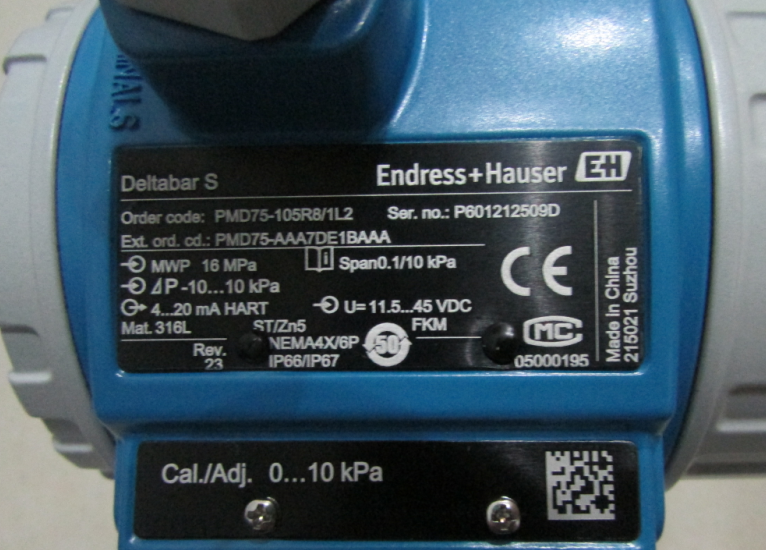 NALS
Deltabar S
Endress+Hauser EH
Order code: PMD75-105R8/1L2 Ser. no.: P601212509D
Ext. ord. cd.: PMD75-AAA7DE1BAAA
MWP 16 MPa Span0.1/10 kPa
ΔP -10...10 kPa
4...20 mA HART U= 11.5...45 VDC
Mat. 316L ST/Zn5 FKM
NEMA4X/6P 50 MC
Rev. 23 IP66/IP67 05000195
CE
Made in China
215021 Suzhou
Cal./Adj. 0...10 kPa